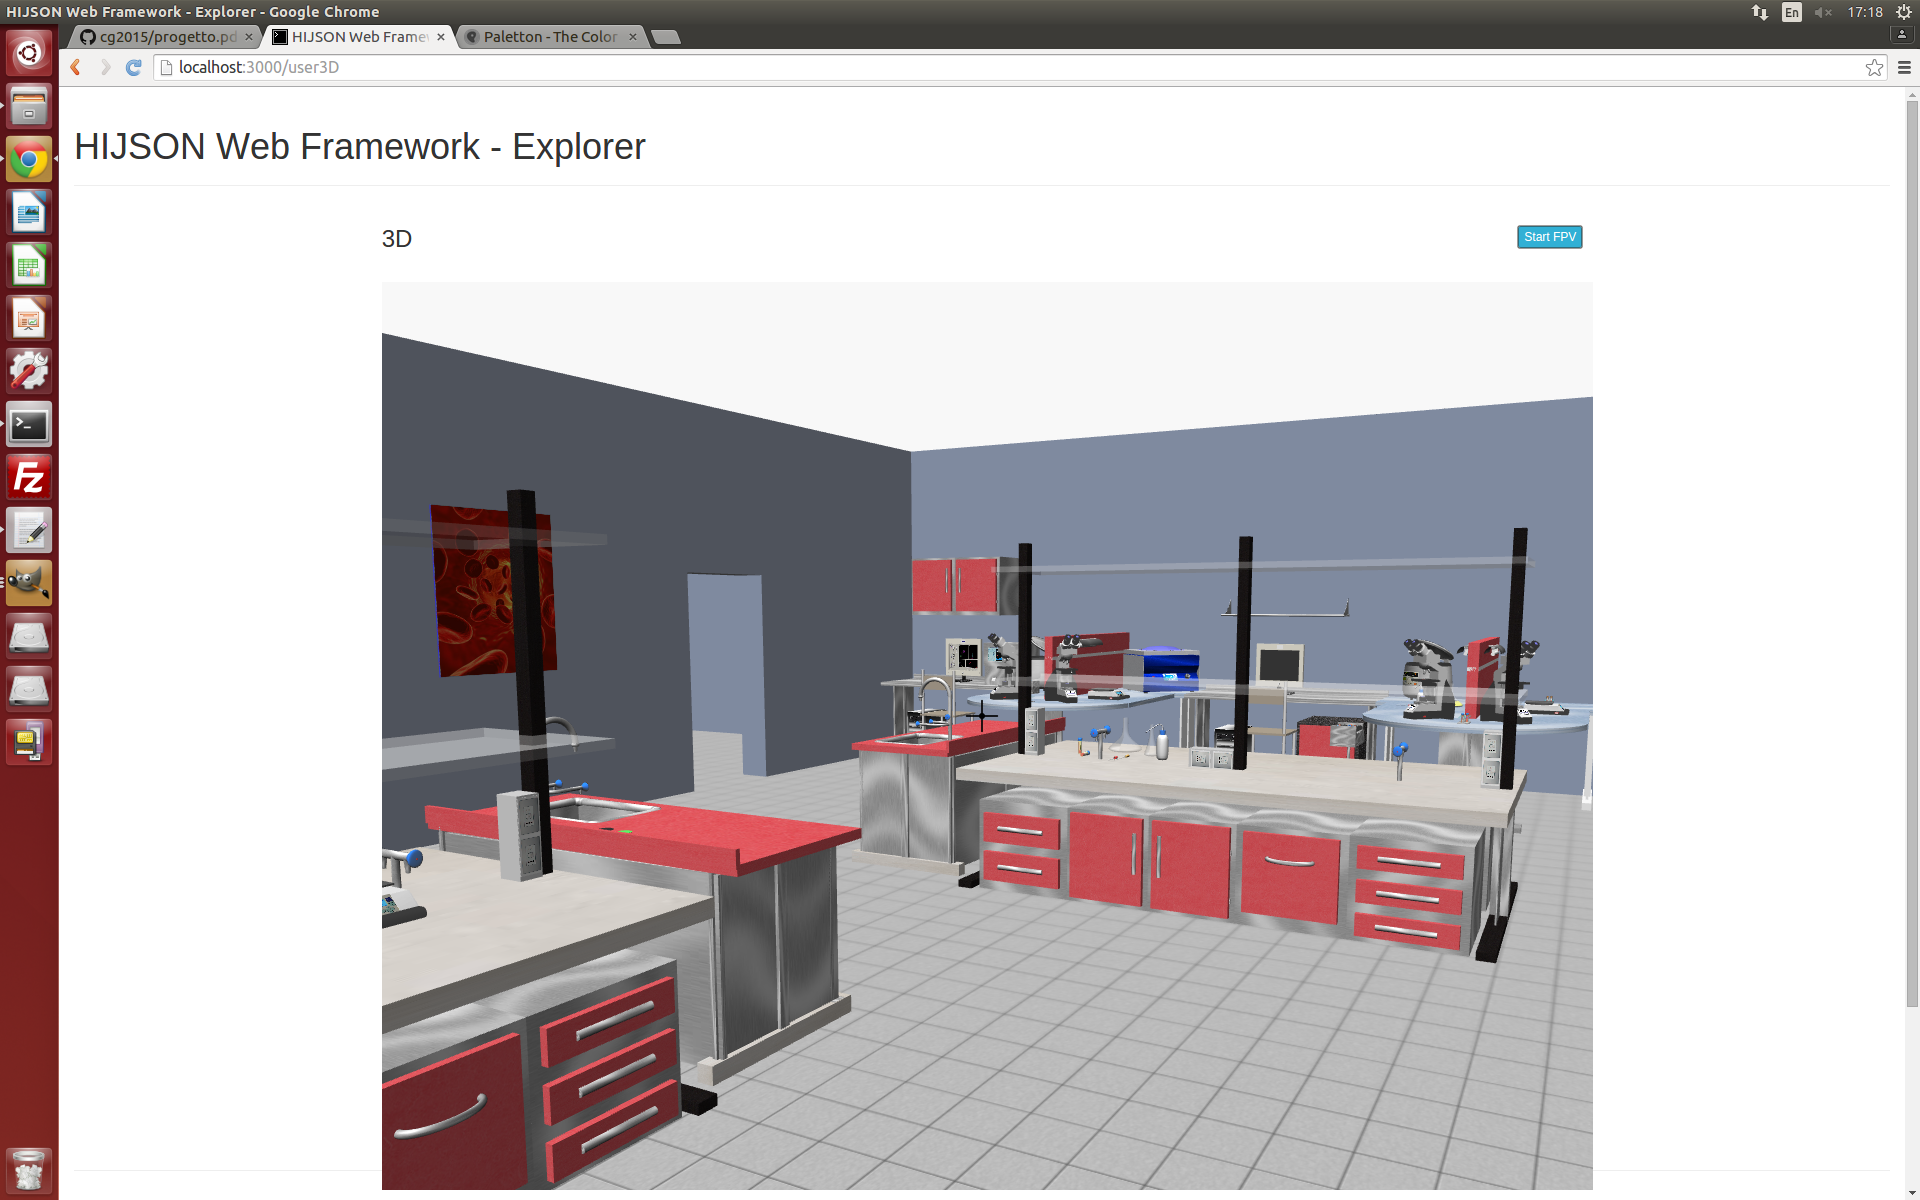 HIJSON Web Framework - Explorer - Google Chrome
En
17:18
cg2015/progetto.pd
HIJSON Web Frame
Paletton - The Color
localhost:3000/user3D
HIJSON Web Framework - Explorer
3D
Start FPV
Fz